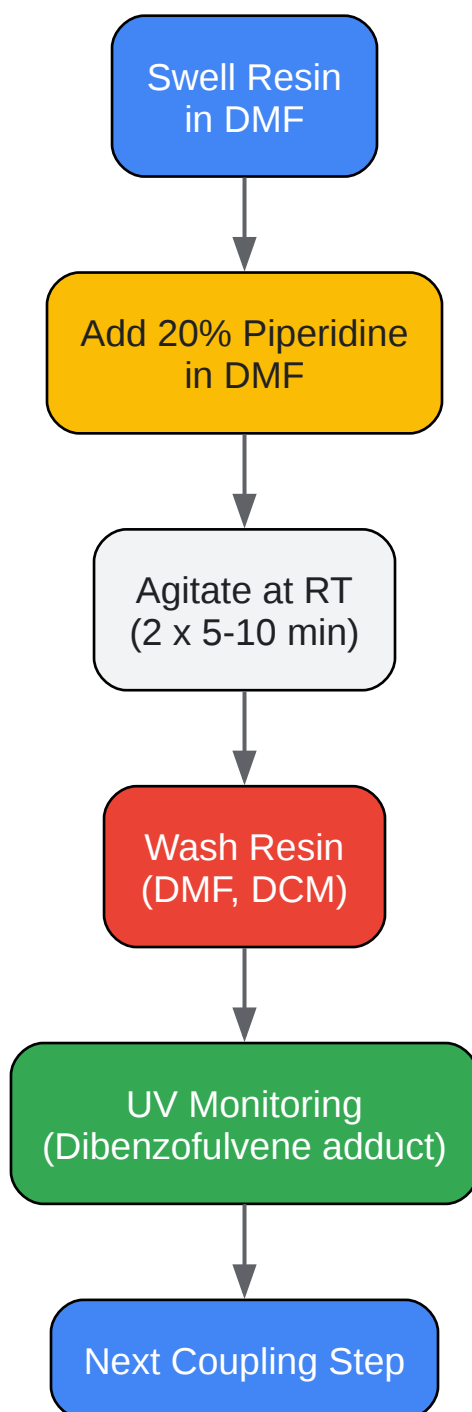 Swell Resin
in DMF
Add 20% Piperidine
in DMF
Agitate at RT
(2 x 5-10 min)
Wash Resin
(DMF, DCM)
UV Monitoring
(Dibenzofulvene adduct)
Next Coupling Step